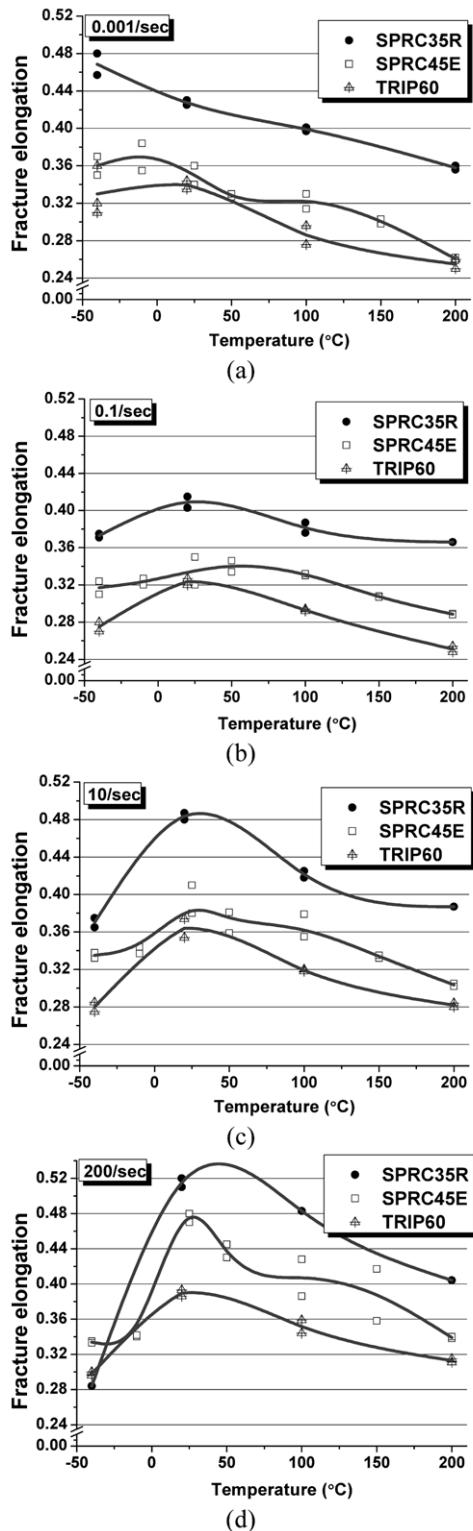 0.001/sec
SPRC35R
SPRC45E
TRIP60
Fracture elongation
0.52
0.48
0.44
0.40
0.36
0.32
0.28
0.24
0.00
-50 0 50 100 150 200
Temperature (°C)
(a)
0.1/sec
SPRC35R
SPRC45E
TRIP60
Fracture elongation
0.52
0.48
0.44
0.40
0.36
0.32
0.28
0.24
0.00
-50 0 50 100 150 200
Temperature (°C)
(b)
10/sec
SPRC35R
SPRC45E
TRIP60
Fracture elongation
0.52
0.48
0.44
0.40
0.36
0.32
0.28
0.24
0.00
-50 0 50 100 150 200
Temperature (°C)
(c)
200/sec
SPRC35R
SPRC45E
TRIP60
Fracture elongation
0.52
0.48
0.44
0.40
0.36
0.32
0.28
0.24
0.00
-50 0 50 100 150 200
Temperature (°C)
(d)